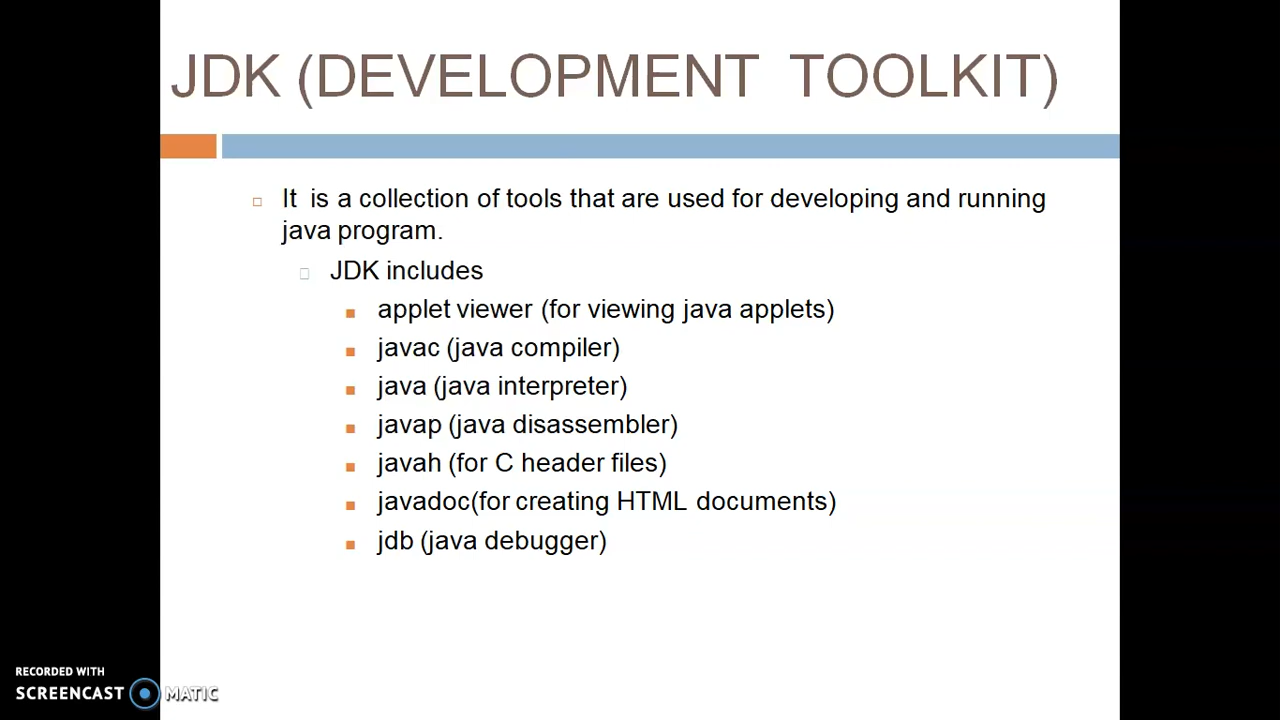 JDK (DEVELOPMENT TOOLKIT)
It is a collection of tools that are used for developing and running
java program.
JDK includes
applet viewer (for viewing java applets)
javac (java compiler)
java (java interpreter)
javap (java disassembler)
javah (for C header files)
javadoc(for creating HTML documents)
jdb (java debugger)
RECORDED WITH
SCREENCAST MATIC